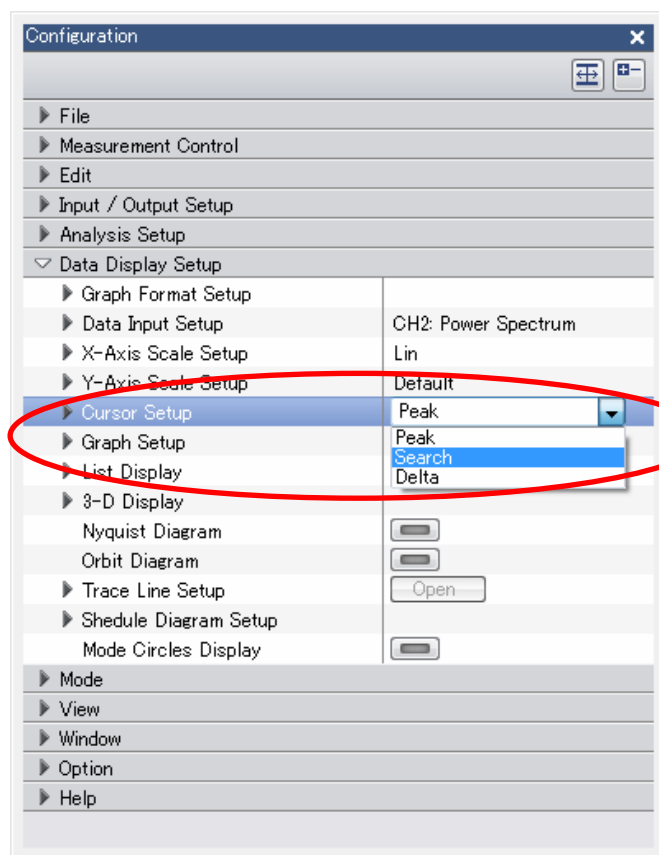 Configuration
File
Measurement Control
Edit
Input / Output Setup
Analysis Setup
Data Display Setup
Graph Format Setup
Data Input Setup CH2: Power Spectrum
X-Axis Scale Setup Lin
Y-Axis Scale Setup Default
Cursor Setup Peak
Peak
Graph Setup
Search
List Display
Delta
3-D Display
Nyquist Diagram
Orbit Diagram
Trace Line Setup Open
Shedule Diagram Setup
Mode Circles Display
Mode
View
Window
Option
Help